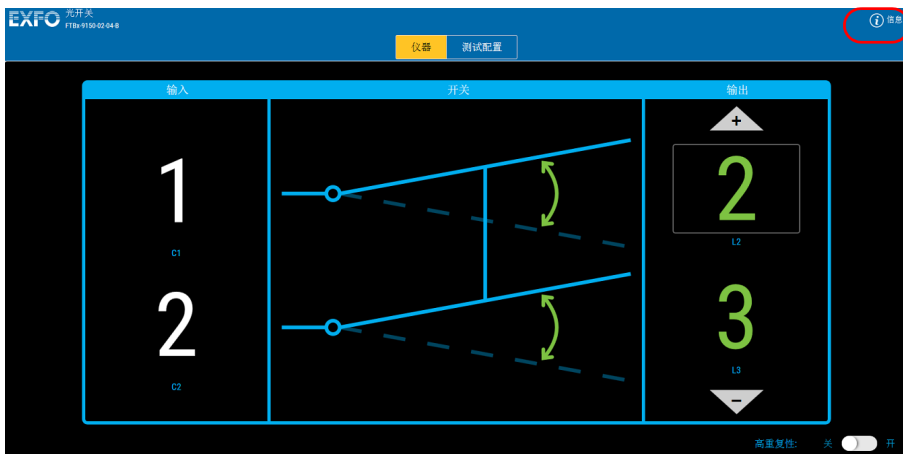 EXFO 光开关
FTBx-9150-02-04-B
信息
仪器 测试配置
输入 开关 输出
+
1 2
C1 L2
2 3
C2 L3
−
高重复性: 关 开